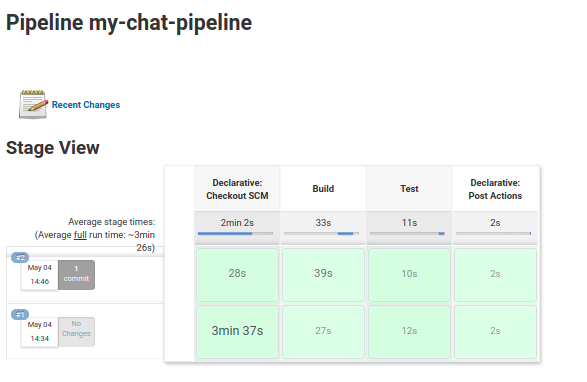 Pipeline my-chat-pipeline
Recent Changes
Stage View
Declarative:
Checkout SCM
Build
Test
Declarative:
Post Actions
Average stage times:
(Average full run time: ~3min
26s)
2min 2s
33s
11s
2s
#2
May 04
14:46
1
commit
28s
39s
10s
2s
#1
May 04
14:34
No
Changes
3min 37s
27s
12s
2s